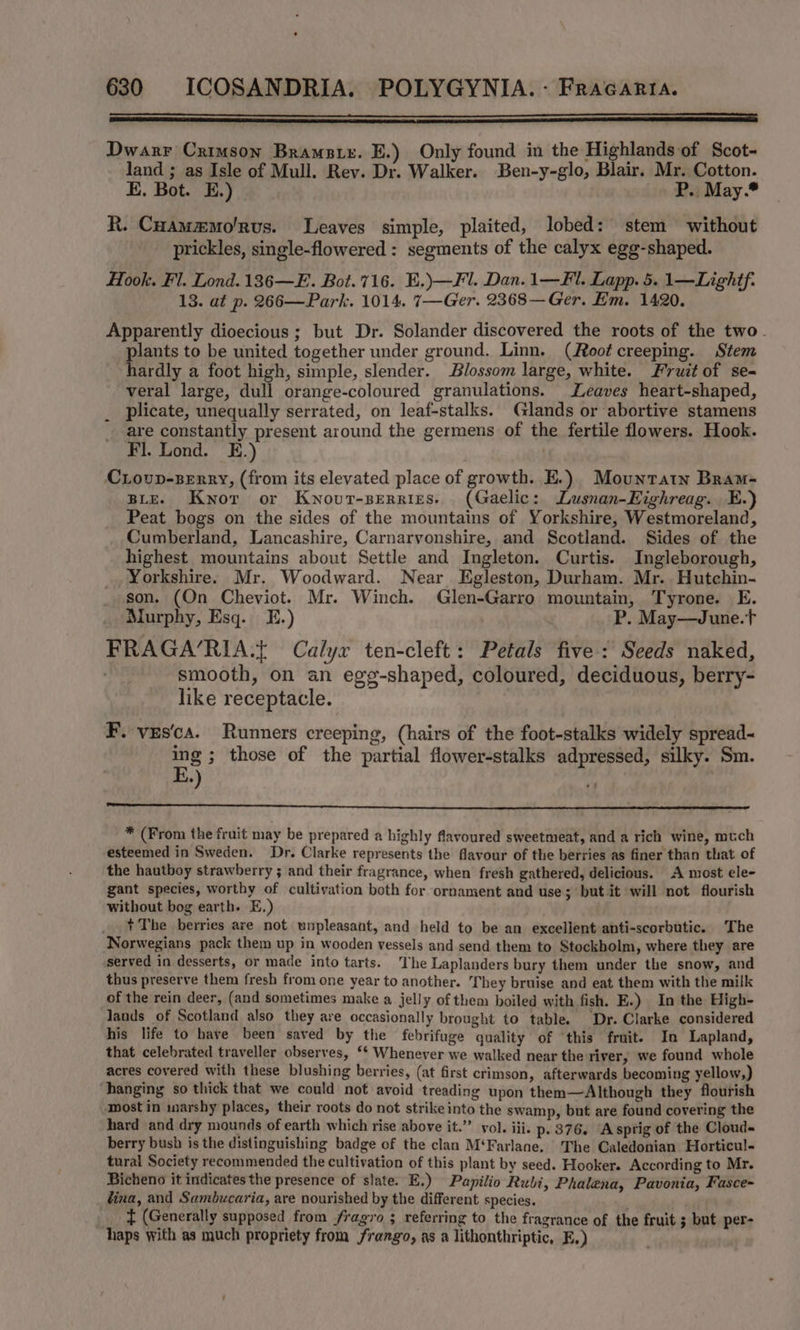 630 ICOSANDRIA. POLYGYNIA. · FRAGARIA.
DWARF CRIMSON BRAMBLE. E.) Only found in the Highlands of Scot-
land ; as Isle of Mull. Rev. Dr. Walker. Ben-y-glo, Blair. Mr. Cotton.
E. Bot. E.) P. May.*
R. CHAMÆMO'RUS. Leaves simple, plaited, lobed: stem without
prickles, single-flowered : segments of the calyx egg-shaped.
Hook. Fl. Lond. 136—E. Bot. 716. E.)—Fl. Dan. 1—Fl. Lapp. 5. 1—Lightf.
13. at p. 266—Park. 1014. 7—Ger. 2368—Ger. Em. 1420.
Apparently dioecious ; but Dr. Solander discovered the roots of the two
plants to be united together under ground. Linn. (Root creeping. Stem
hardly a foot high, simple, slender. Blossom large, white. Fruit of se-
veral large, dull orange-coloured granulations. Leaves heart-shaped,
plicate, unequally serrated, on leaf-stalks. Glands or abortive stamens
are constantly present around the germens of the fertile flowers. Hook.
Fl. Lond. E.)
CLOUD-BERRY, (from its elevated place of growth. E.) MOUNTAIN BRAM-
BLE. KNOT or KNOUT-BERRIES. (Gaelic: Lusnan-Eighreag. E.)
Peat bogs on the sides of the mountains of Yorkshire, Westmoreland,
Cumberland, Lancashire, Carnarvonshire, and Scotland. Sides of the
highest mountains about Settle and Ingleton. Curtis. Ingleborough,
Yorkshire. Mr. Woodward. Near Egleston, Durham. Mr. Hutchin-
son. (On Cheviot. Mr. Winch. Glen-Garro mountain, Tyrone. E.
Murphy, Esq. E.) P. May—June.†
FRAGA'RIA.‡ Calyx ten-cleft : Petals five : Seeds naked,
smooth, on an egg-shaped, coloured, deciduous, berry-
like receptacle.
F. VES'CA. Runners creeping, (hairs of the foot-stalks widely spread-
ing ; those of the partial flower-stalks adpressed, silky. Sm.
E.)
* (From the fruit may be prepared a highly flavoured sweetmeat, and a rich wine, much
esteemed in Sweden. Dr. Clarke represents the flavour of the berries as finer than that of
the hautboy strawberry ; and their fragrance, when fresh gathered, delicious. A most ele-
gant species, worthy of cultivation both for ornament and use ; but it will not flourish
without bog earth. E.)
† The berries are not unpleasant, and held to be an excellent anti-scorbutic. The
Norwegians pack them up in wooden vessels and send them to Stockholm, where they are
served in desserts, or made into tarts. The Laplanders bury them under the snow, and
thus preserve them fresh from one year to another. They bruise and eat them with the milk
of the rein deer, (and sometimes make a jelly of them boiled with fish. E.) In the High-
lands of Scotland also they are occasionally brought to table. Dr. Clarke considered
his life to have been saved by the febrifuge quality of this fruit. In Lapland,
that celebrated traveller observes, “ Whenever we walked near the river, we found whole
acres covered with these blushing berries, (at first crimson, afterwards becoming yellow,)
hanging so thick that we could not avoid treading upon them—Although they flourish
most in marshy places, their roots do not strike into the swamp, but are found covering the
hard and dry mounds of earth which rise above it.” vol. iii. p. 376. A sprig of the Cloud-
berry bush is the distinguishing badge of the clan M‘Farlane. The Caledonian Horticul-
tural Society recommended the cultivation of this plant by seed. Hooker. According to Mr.
Bicheno it indicates the presence of slate. E.) Papilio Rubi, Phalena, Pavonia, Fasce-
lina, and Sambucaria, are nourished by the different species.
‡ (Generally supposed from fragro ; referring to the fragrance of the fruit ; but per-
haps with as much propriety from frango, as a lithonthriptic, E.)